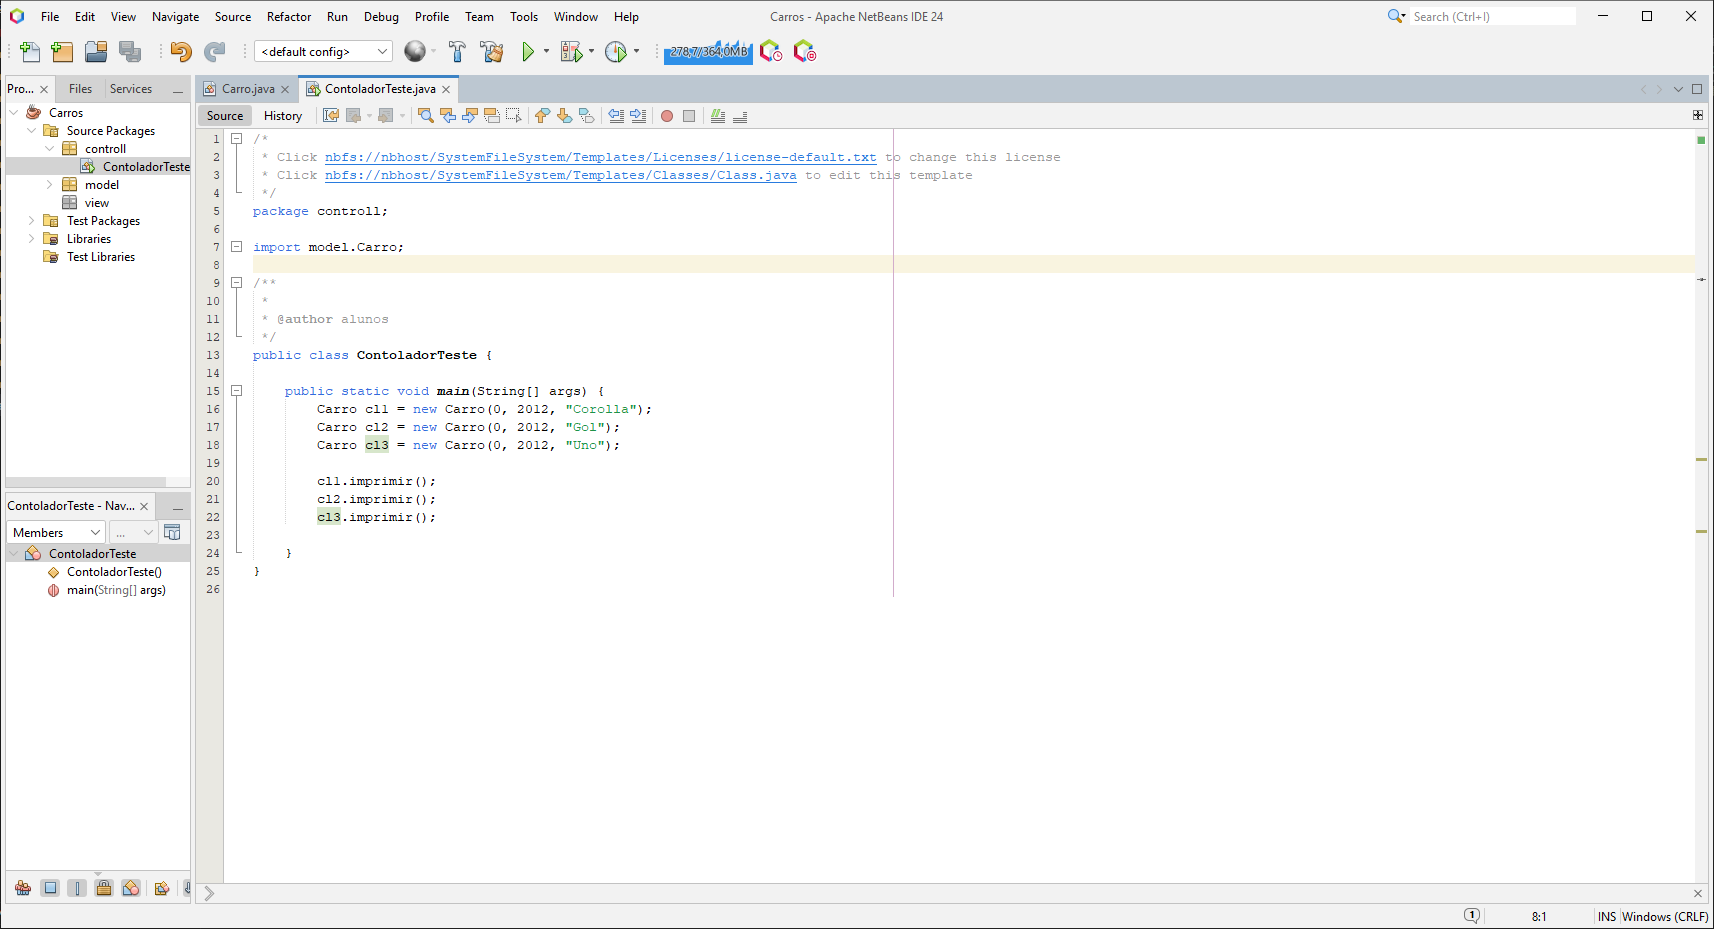 File Edit View Navigate Source Refactor Run Debug Profile Team Tools Window Help Carros - Apache NetBeans IDE 24 Search (Ctrl+I)
<default config> 278,7/364,0MB
Pro... Files Services Carro.java ContoladorTeste.java
Source History
Carros
Source Packages
controll
ContoladorTeste
model
view
Test Packages
Libraries
Test Libraries
ContoladorTeste - Nav...
Members ...
ContoladorTeste
ContoladorTeste()
main(String[] args)
1 /*
2 * Click nbfs://nbhost/SystemFileSystem/Templates/Licenses/license-default.txt to change this license
3 * Click nbfs://nbhost/SystemFileSystem/Templates/Classes/Class.java to edit this template
4 */
5 package controll;
6
7 import model.Carro;
8
9 /**
10 *
11 * @author alunos
12 */
13 public class ContoladorTeste {
14
15 public static void main(String[] args) {
16 Carro cl1 = new Carro(0, 2012, "Corolla");
17 Carro cl2 = new Carro(0, 2012, "Gol");
18 Carro cl3 = new Carro(0, 2012, "Uno");
19
20 cl1.imprimir();
21 cl2.imprimir();
22 cl3.imprimir();
23
24 }
25 }
26
1 8:1 INS Windows (CRLF)